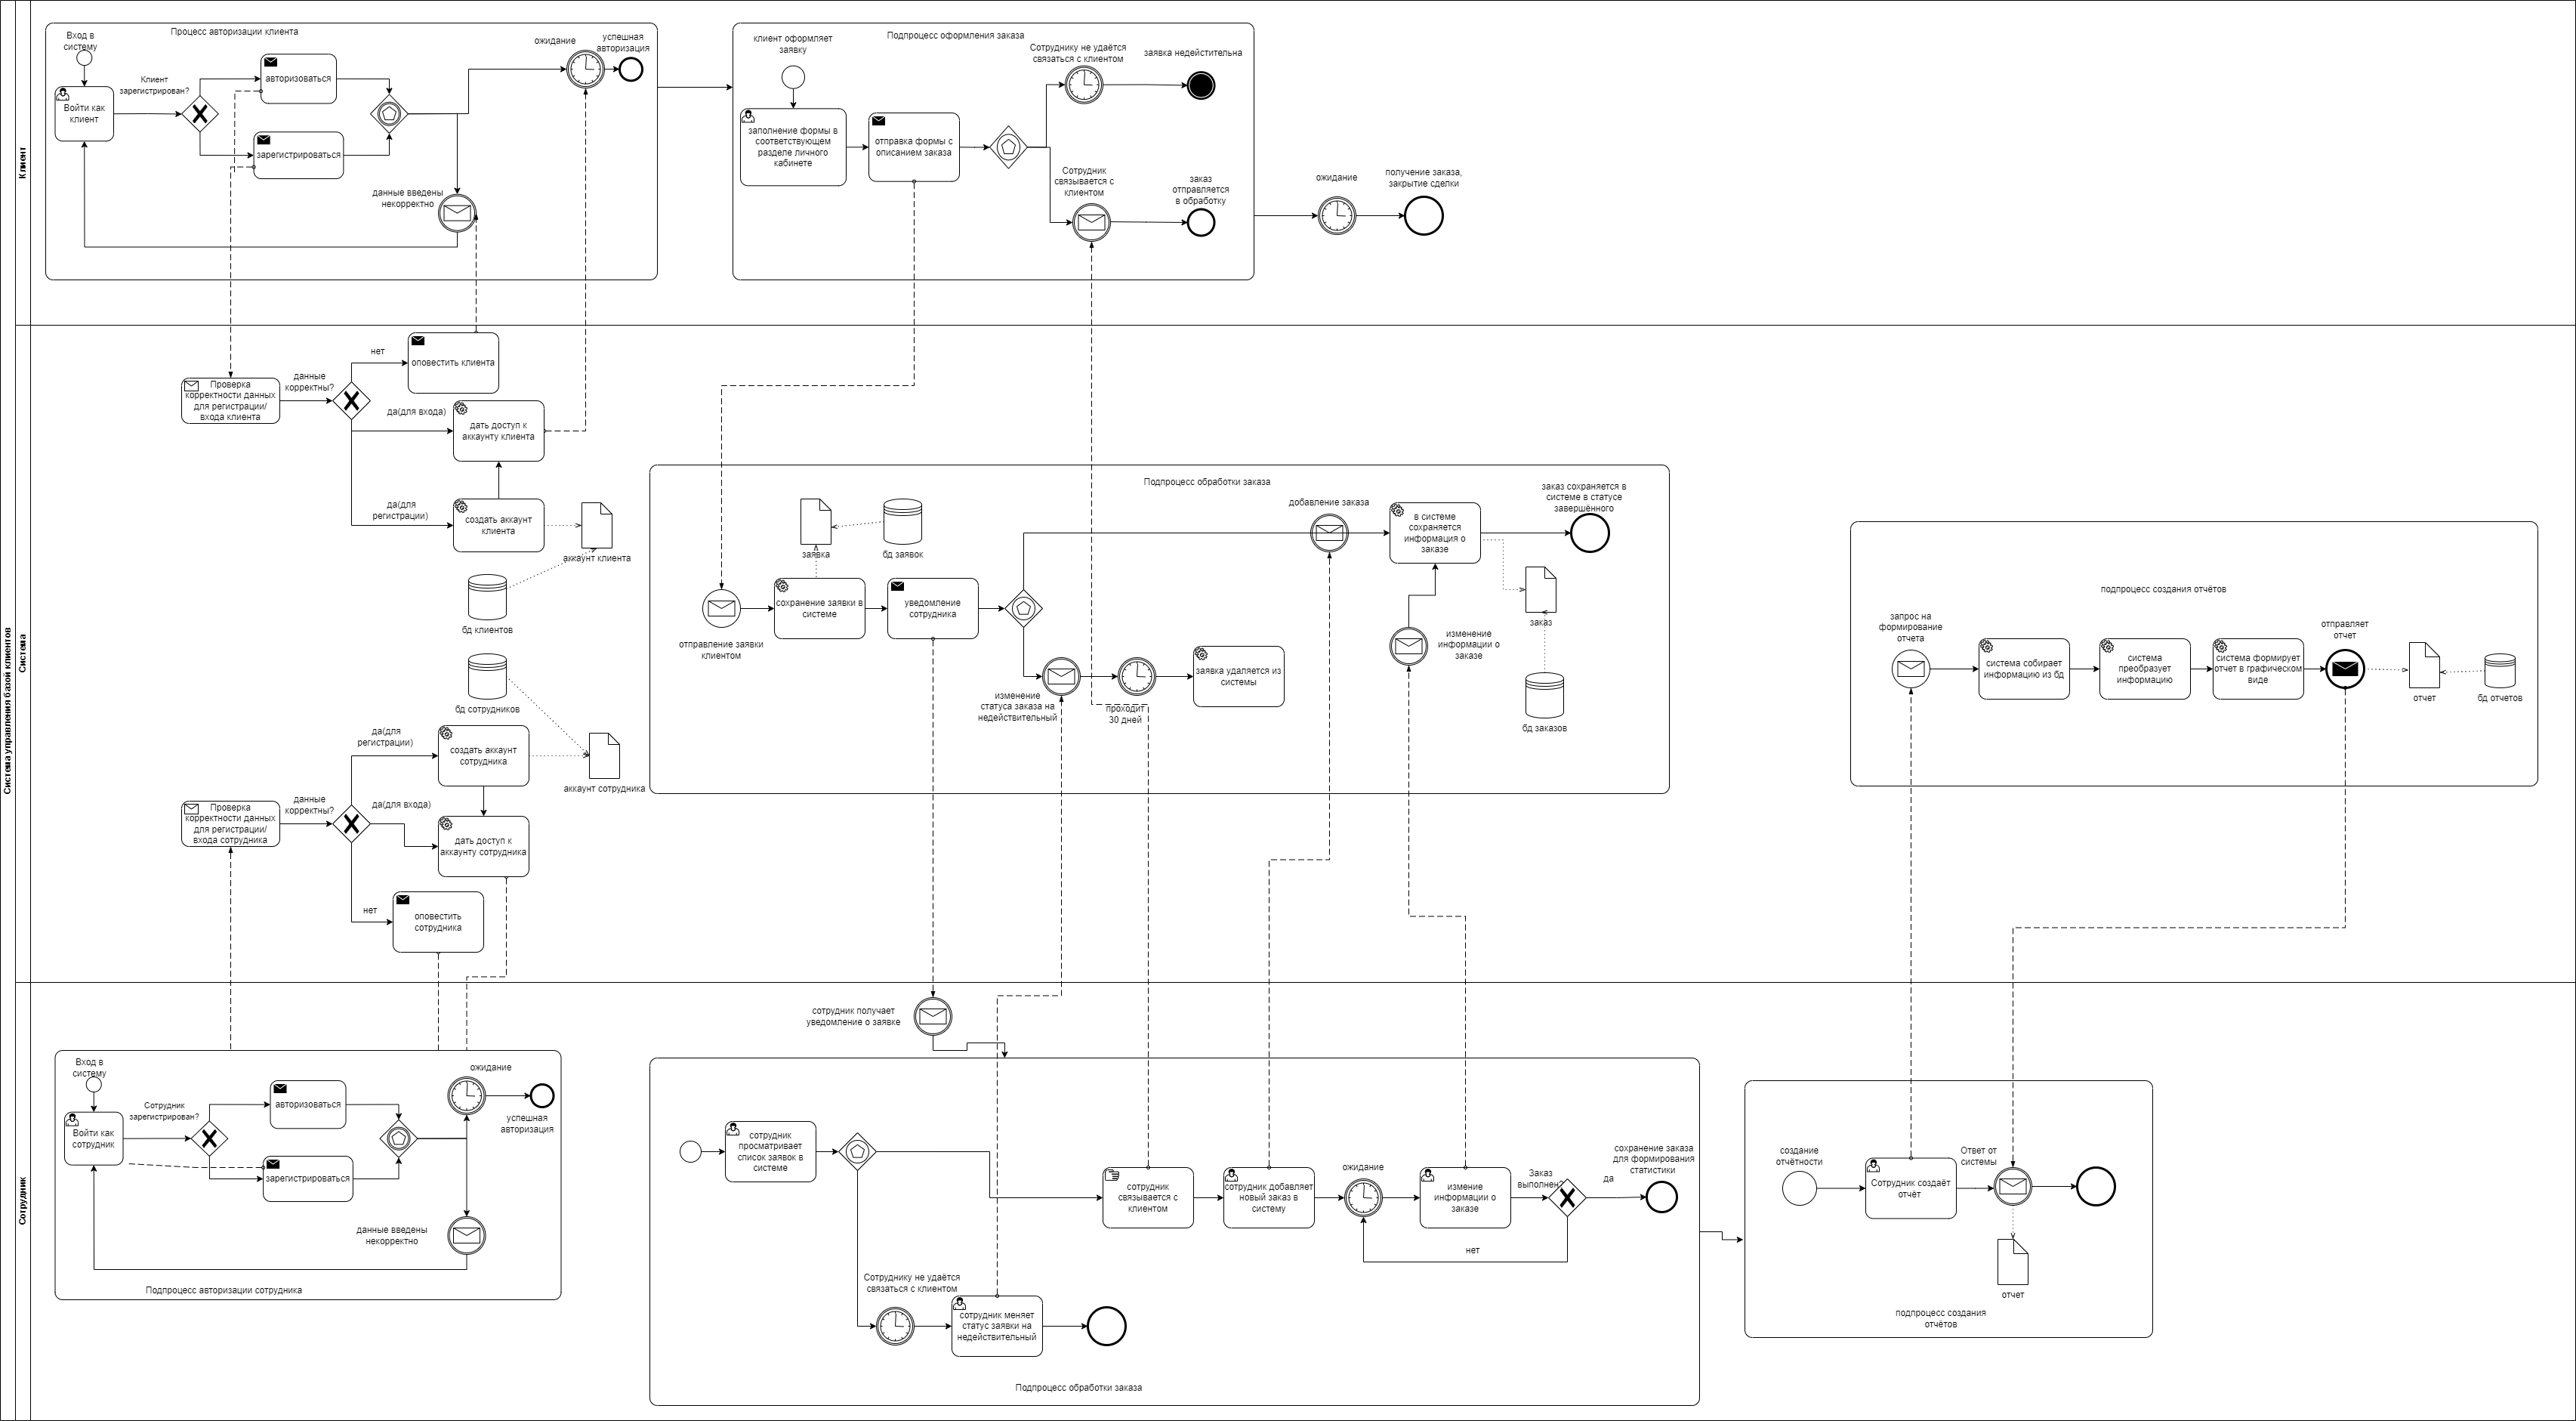 Система управления базой клиентов
Клиент
Процесс авторизации клиента
Вход в
систему
Войти как
клиент
Клиент
зарегистрирован?
авторизоваться
зарегистрироваться
данные введены
некорректно
ожидание
успешная
авторизация
Подпроцесс оформления заказа
клиент оформляет
заявку
заполнение формы в
соответствующем
разделе личного
кабинете
отправка формы с
описанием заказа
Сотруднику не удаётся
связаться с клиентом
заявка недейстительна
Сотрудник
связывается с
клиентом
заказ
отправляется
в обработку
ожидание
получение заказа,
закрытие сделки
Система
Проверка
корректности данных
для регистрации/
входа клиента
данные
корректны?
нет
оповестить клиента
да(для входа)
дать доступ к
аккаунту клиента
да(для
регистрации)
создать аккаунт
клиента
аккаунт клиента
бд клиентов
бд сотрудников
да(для
регистрации)
создать аккаунт
сотрудника
аккаунт сотрудника
Проверка
корректности данных
для регистрации/
входа сотрудника
данные
корректны?
да(для входа)
дать доступ к
аккаунту сотрудника
нет
оповестить
сотрудника
Подпроцесс обработки заказа
отправление заявки
клиентом
заявка
бд заявок
сохранение заявки в
системе
уведомление
сотрудника
изменение
статуса заказа на
недействительный
проходит
30 дней
заявка удаляется из
системы
добавление заказа
в системе
сохраняется
информация о
заказе
заказ сохраняется в
системе в статусе
завершённого
изменение
информации о
заказе
заказ
бд заказов
подпроцесс создания отчётов
запрос на
формирование
отчета
система собирает
информацию из бд
система
преобразует
информацию
система формирует
отчет в графическом
виде
отправляет
отчет
отчет
бд отчетов
Сотрудник
Вход в
систему
Войти как
сотрудник
Сотрудник
зарегистрирован?
авторизоваться
зарегистрироваться
ожидание
успешная
авторизация
данные введены
некорректно
Подпроцесс авторизации сотрудника
сотрудник получает
уведомление о заявке
сотрудник
просматривает
список заявок в
системе
Сотруднику не удаётся
связаться с клиентом
сотрудник меняет
статус заявки на
недействительный
сотрудник
связывается с
клиентом
сотрудник добавляет
новый заказ в
систему
ожидание
измение
информации о
заказе
Заказ
выполнен?
да
нет
сохранение заказа
для формирования
статистики
Подпроцесс обработки заказа
создание
отчётности
Сотрудник создаёт
отчёт
Ответ от
системы
отчет
подпроцесс создания
отчётов